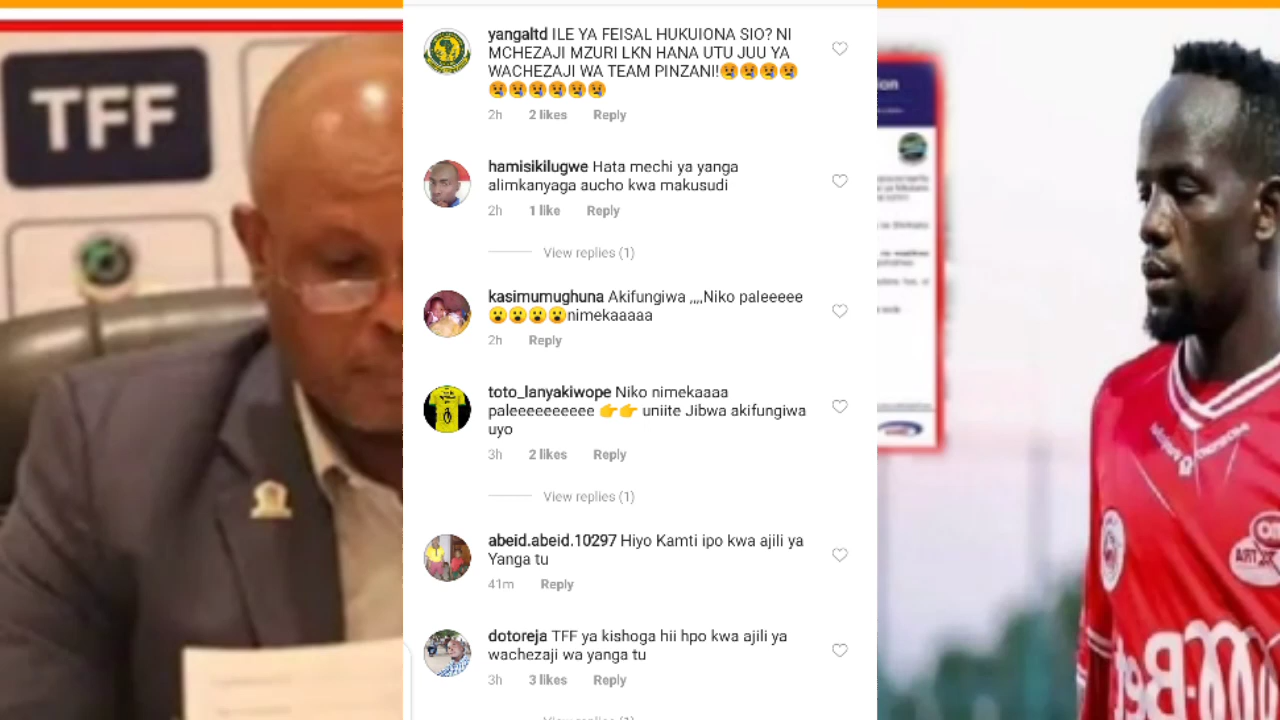 TFF
yangaltd ILE YA FEISAL HUKUIONA SIO? NI
MCHEZAJI MZURI LKN HANA UTU JUU YA
WACHEZAJI WA TEAM PINZANI!😢😢😢😢
😢😢😢😢😢😢
2h 2 likes Reply
hamisikilugwe Hata mechi ya yanga
alimkanyaga aucho kwa makusudi
2h 1 like Reply
View replies (1)
kasimumughuna Akifungiwa ,,,,Niko paleeeee
😮😮😮😮nimekaaaaa
2h Reply
toto_lanyakiwope Niko nimekaaaa
paleeeeeeeeee 👉👉 uniite Jibwa akifungiwa
uyo
3h 2 likes Reply
View replies (1)
abeid.abeid.10297 Hiyo Kamti ipo kwa ajili ya
Yanga tu
41m Reply
dotoreja TFF ya kishoga hii hpo kwa ajili ya
wachezaji wa yanga tu
3h 3 likes Reply
View replies (1)